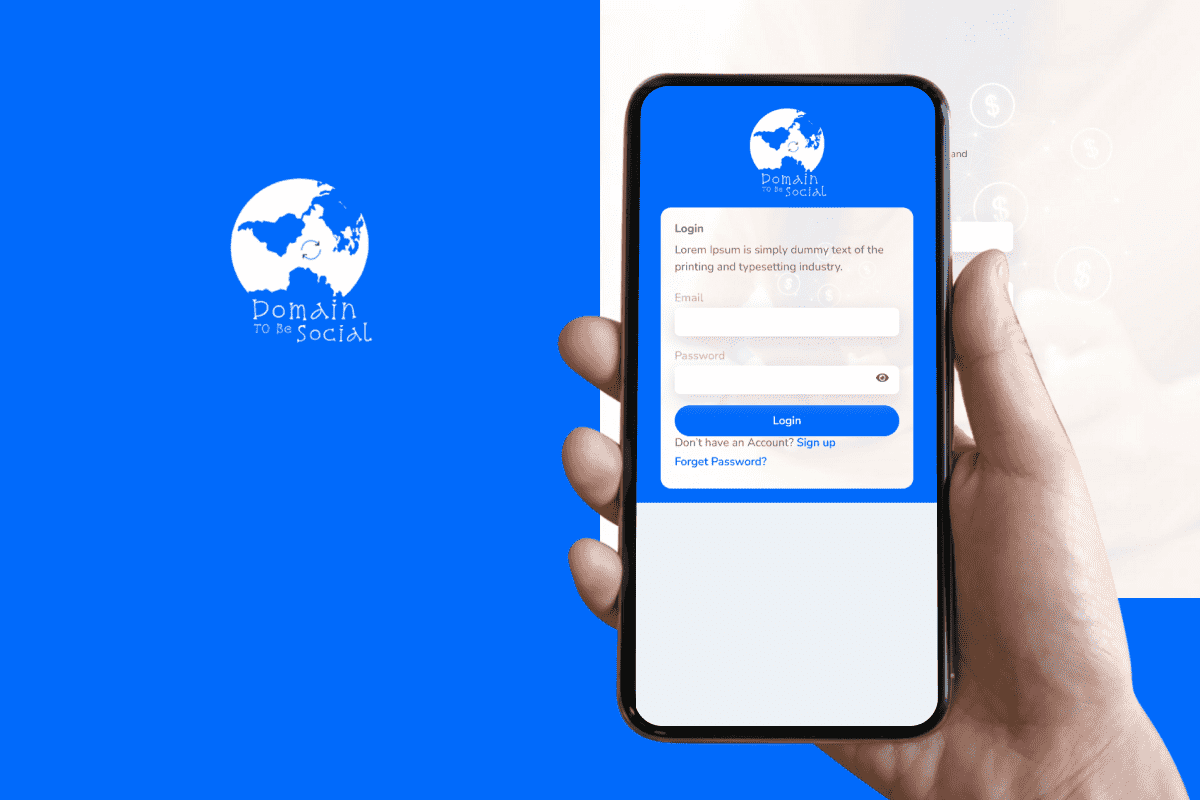 Domain
TO Be Social
and
Domain
TO Be Social
Login
Lorem Ipsum is simply dummy text of the
printing and typesetting industry.
Email
Password
Login
Don't have an Account? Sign up
Forget Password?
$
$
$
$